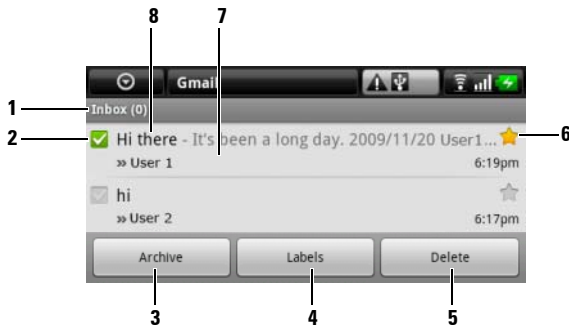 8 7
Gmail
1 Inbox (0)
2 Hi there - It's been a long day. 2009/11/20 User1... 6
» User 1 6:19pm
hi
» User 2 6:17pm
Archive Labels Delete
3 4 5